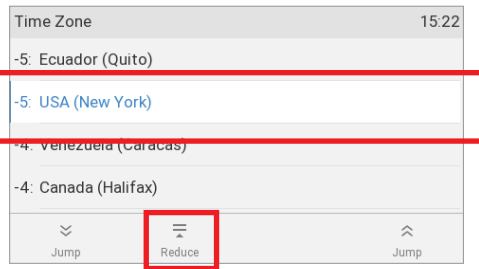 Time Zone 15:22
-5: Ecuador (Quito)
-5: USA (New York)
-4: Venezuela (Caracas)
-4: Canada (Halifax)
Jump Reduce Jump